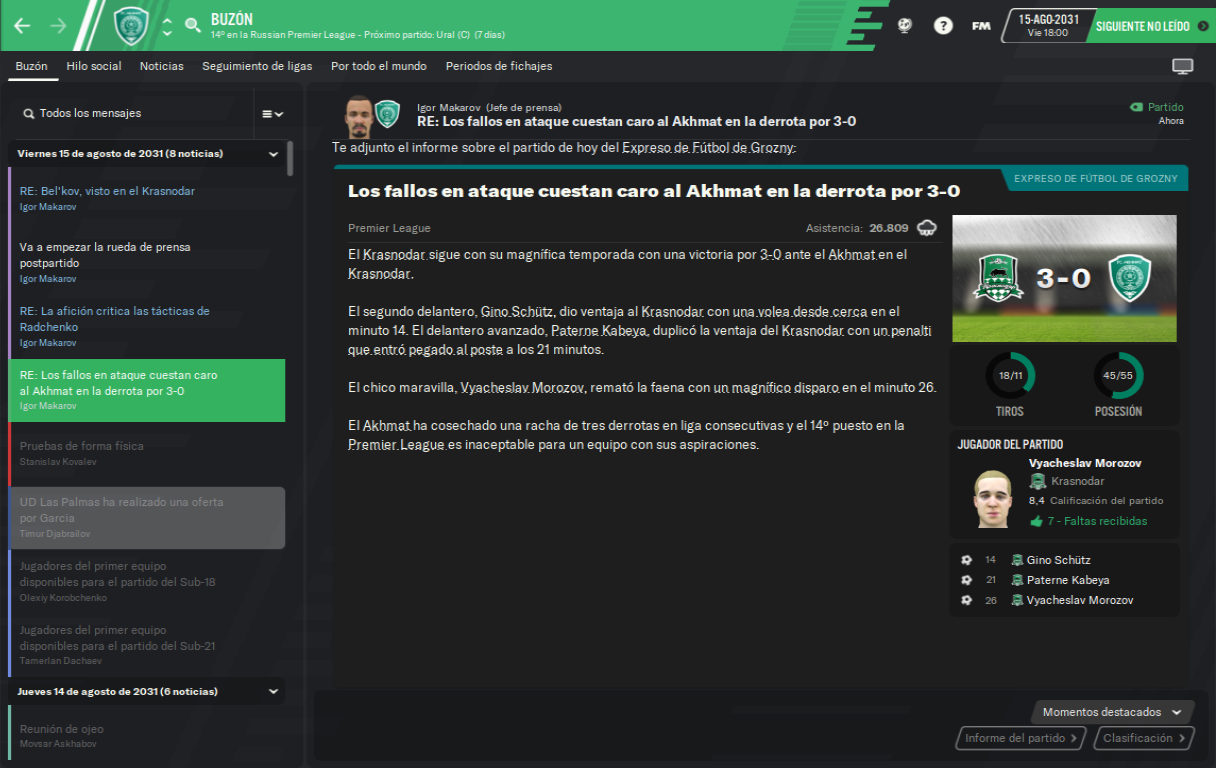 BUZÓN
14º en la Russian Premier League - Próximo partido: Ural (C) (7 días)
?
FM
15-AGO-2031
Vie 18:00
SIGUIENTE NO LEÍDO
Buzón Hilo social Noticias Seguimiento de ligas Por todo el mundo Periodos de fichajes
Todos los mensajes
Viernes 15 de agosto de 2031 (8 noticias)
RE: Bel'kov, visto en el Krasnodar
Igor Makarov
Va a empezar la rueda de prensa
postpartido
Igor Makarov
RE: La afición critica las tácticas de
Radchenko
Igor Makarov
RE: Los fallos en ataque cuestan caro
al Akhmat en la derrota por 3-0
Igor Makarov
Pruebas de forma física
Stanislav Kovalev
UD Las Palmas ha realizado una oferta
por Garcia
Timur Djabrailov
Jugadores del primer equipo
disponibles para el partido del Sub-18
Olexiy Korobchenko
Jugadores del primer equipo
disponibles para el partido del Sub-21
Tamerlan Dachaev
Jueves 14 de agosto de 2031 (6 noticias)
Reunión de ojeo
Movsar Askhabov
Igor Makarov (Jefe de prensa)
RE: Los fallos en ataque cuestan caro al Akhmat en la derrota por 3-0
Partido
Ahora
Te adjunto el informe sobre el partido de hoy del Expreso de Fútbol de Grozny:
EXPRESO DE FÚTBOL DE GROZNY
Los fallos en ataque cuestan caro al Akhmat en la derrota por 3-0
Premier League Asistencia: 26.809
El Krasnodar sigue con su magnífica temporada con una victoria por 3-0 ante el Akhmat en el
Krasnodar.
El segundo delantero, Gino Schütz, dio ventaja al Krasnodar con una volea desde cerca en el
minuto 14. El delantero avanzado, Paterne Kabeya, duplicó la ventaja del Krasnodar con un penalti
que entró pegado al poste a los 21 minutos.
El chico maravilla, Vyacheslav Morozov, remató la faena con un magnífico disparo en el minuto 26.
El Akhmat ha cosechado una racha de tres derrotas en liga consecutivas y el 14º puesto en la
Premier League es inaceptable para un equipo con sus aspiraciones.
3-0
18/11 45/55
TIROS POSESIÓN
JUGADOR DEL PARTIDO
Vyacheslav Morozov
Krasnodar
8,4 Calificación del partido
7 - Faltas recibidas
14 Gino Schütz
21 Paterne Kabeya
26 Vyacheslav Morozov
Momentos destacados
Informe del partido Clasificación